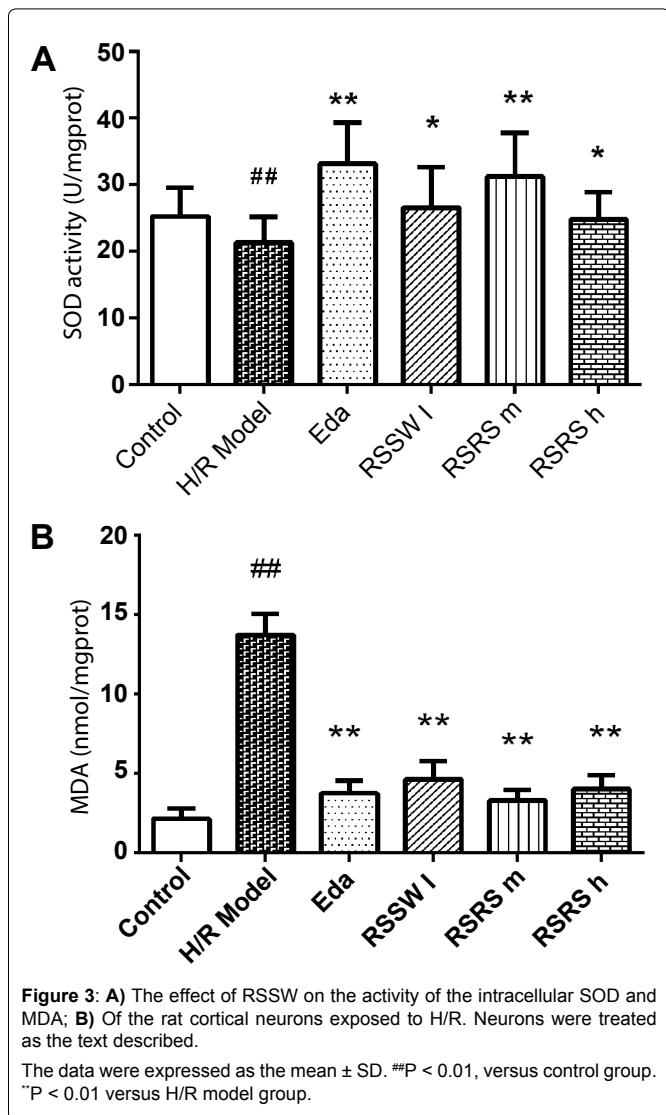 A
SOD activity (U/mgprot)
50
40
30
20
10
0
##
**
*
**
*
Control
H/R Model
Eda
RSSW l
RSRS m
RSRS h
B
MDA (nmol/mgprot)
20
15
10
5
0
##
**
**
**
**
Control
H/R Model
Eda
RSSW l
RSRS m
RSRS h
Figure 3: A) The effect of RSSW on the activity of the intracellular SOD and
MDA; B) Of the rat cortical neurons exposed to H/R. Neurons were treated
as the text described.
The data were expressed as the mean ± SD. ##P < 0.01, versus control group.
**P < 0.01 versus H/R model group.